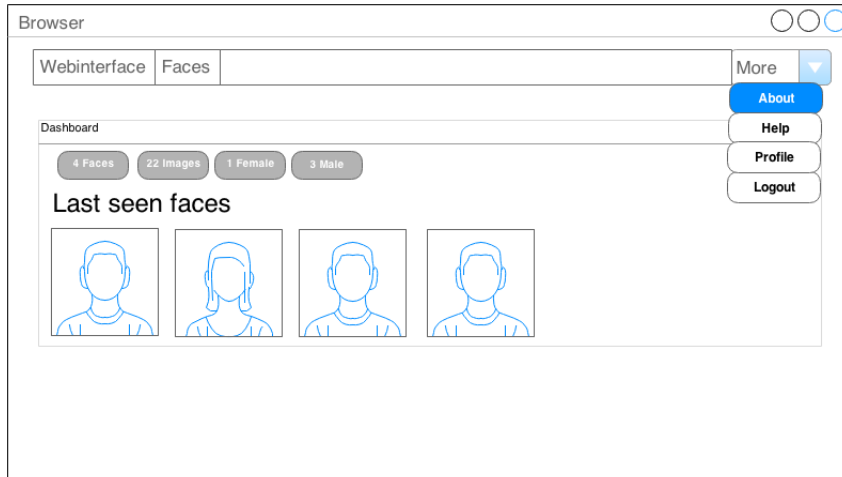 Browser
Webinterface Faces More
About
Help
Profile
Logout
Dashboard
4 Faces 22 Images 1 Female 3 Male
Last seen faces